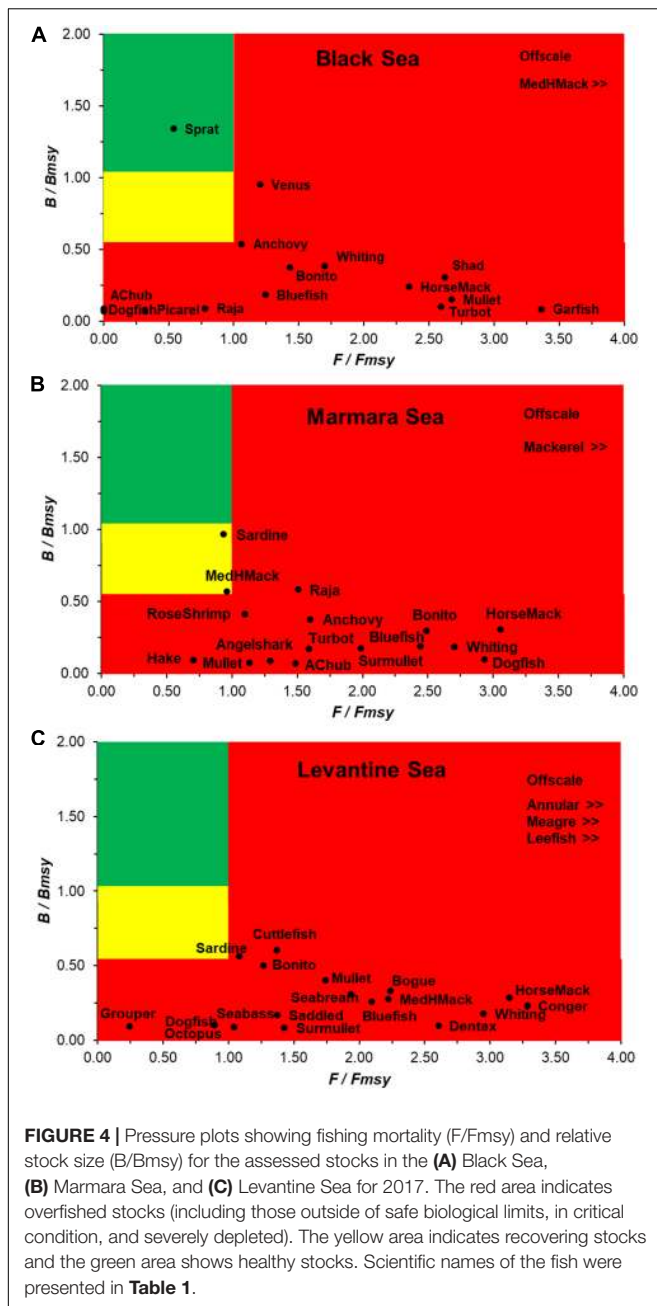 A
Black Sea
Offscale
MedHMack >>
Sprat
Venus
Anchovy
Whiting
Bonito
Shad
HorseMack
Bluefish
Mullet
AChub
DogfishPicarel
Raja
Turbot
Garfish
B / Bmsy
2.00
1.50
1.00
0.50
0.00
0.00 0.50 1.00 1.50 2.00 2.50 3.00 3.50 4.00
F / Fmsy
B
Marmara Sea
Offscale
Mackerel >>
Sardine
MedHMack
Raja
RoseShrimp
Anchovy
Bonito
HorseMack
Turbot
Bluefish
Angelshark
Whiting
Hake
Mullet
AChub
Surmullet
Dogfish
B / Bmsy
2.00
1.50
1.00
0.50
0.00
0.00 0.50 1.00 1.50 2.00 2.50 3.00 3.50 4.00
F / Fmsy
C
Levantine Sea
Offscale
Annular >>
Meagre >>
Leefish >>
Cuttlefish
Sardine
Bonito
Mullet
Bogue
Seabream
MedHMack
HorseMack
Conger
Grouper
Dogfish
Octopus
Seabass
Saddled
Surmullet
Bluefish
Whiting
Dentax
B / Bmsy
2.00
1.50
1.00
0.50
0.00
0.00 0.50 1.00 1.50 2.00 2.50 3.00 3.50 4.00
F / Fmsy
FIGURE 4 | Pressure plots showing fishing mortality (F/Fmsy) and relative
stock size (B/Bmsy) for the assessed stocks in the (A) Black Sea,
(B) Marmara Sea, and (C) Levantine Sea for 2017. The red area indicates
overfished stocks (including those outside of safe biological limits, in critical
condition, and severely depleted). The yellow area indicates recovering stocks
and the green area shows healthy stocks. Scientific names of the fish were
presented in Table 1.